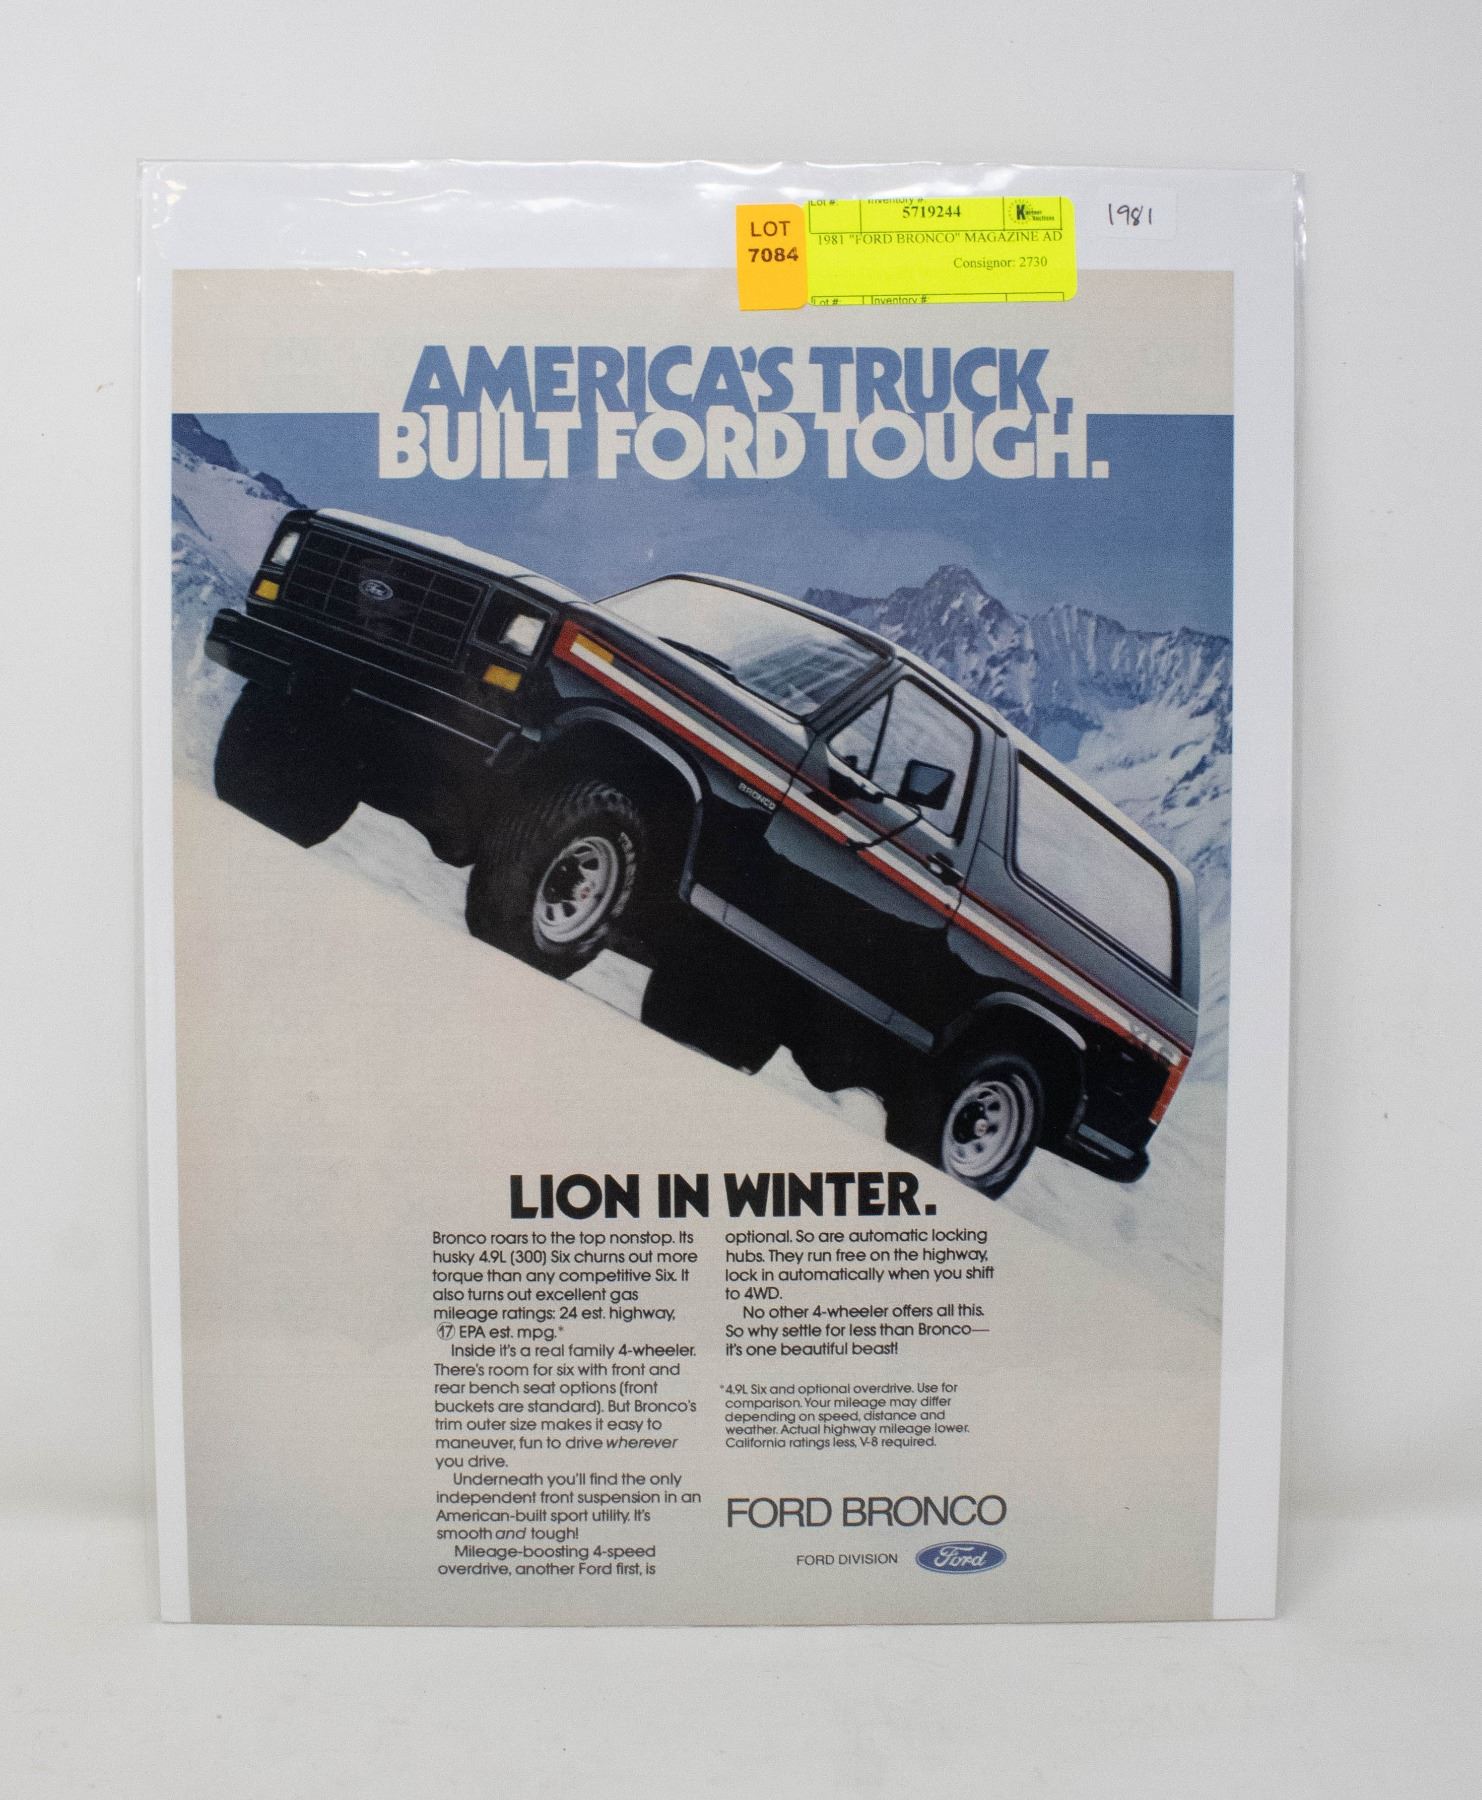 LOT
7084
Lot #: Inventory #:
5719244
Karrner Auctions
1981 "FORD BRONCO" MAGAZINE AD
Consignor: 2730
Lot #: Inventory #:
1981
AMERICA'S TRUCK,
BUILT FORD TOUGH.
Ford
BRONCO
LION IN WINTER.
Bronco roars to the top nonstop. Its
husky 4.9L (300) Six churns out more
torque than any competitive Six. It
also turns out excellent gas
mileage ratings: 24 est. highway,
⑰ EPA est. mpg.*
Inside it's a real family 4-wheeler.
There's room for six with front and
rear bench seat options (front
buckets are standard). But Bronco's
trim outer size makes it easy to
maneuver, fun to drive wherever
you drive.
Underneath you'll find the only
independent front suspension in an
American-built sport utility. It's
smooth and tough!
Mileage-boosting 4-speed
overdrive, another Ford first, is
optional. So are automatic locking
hubs. They run free on the highway,
lock in automatically when you shift
to 4WD.
No other 4-wheeler offers all this.
So why settle for less than Bronco—
it's one beautiful beast!
*4.9L Six and optional overdrive. Use for
comparison. Your mileage may differ
depending on speed, distance and
weather. Actual highway mileage lower.
California ratings less, V-8 required.
FORD BRONCO
FORD DIVISION Ford